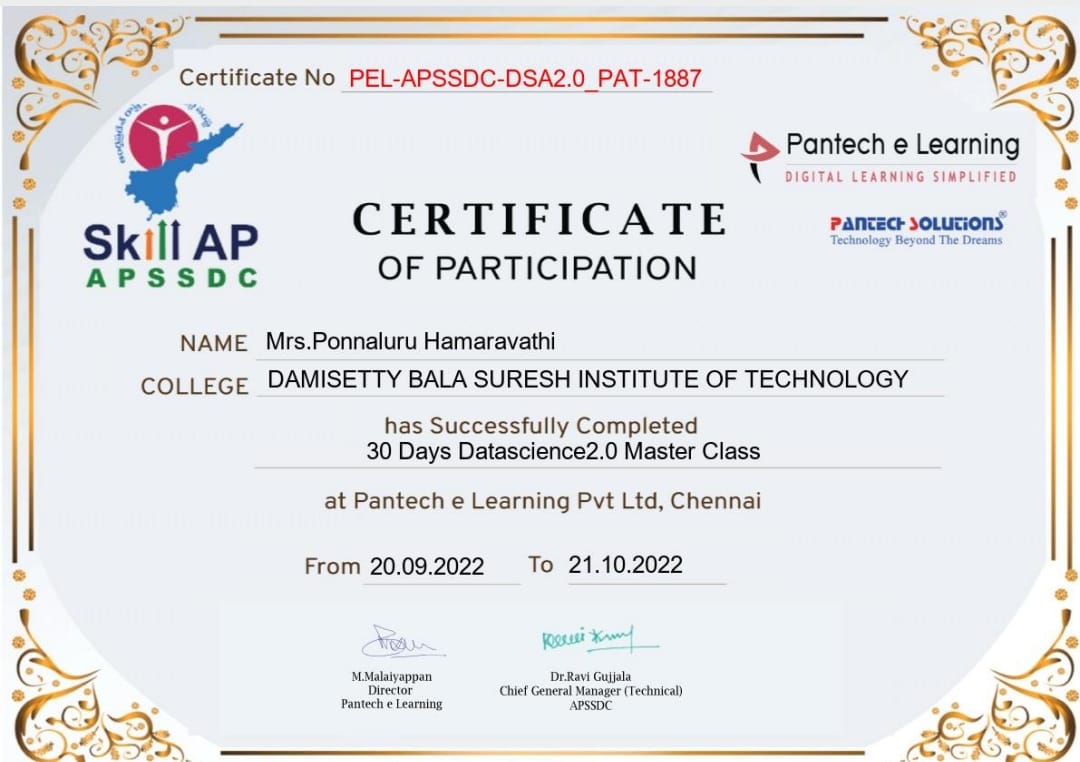 Certificate No PEL-APSSDC-DSA2.0_PAT-1887
Skill AP
APSSDC
Pantech e Learning
DIGITAL LEARNING SIMPLIFIED
PANTECH SOLUTIONS®
Technology Beyond The Dreams
CERTIFICATE
OF PARTICIPATION
NAME Mrs.Ponnaluru Hamaravathi
COLLEGE DAMISETTY BALA SURESH INSTITUTE OF TECHNOLOGY
has Successfully Completed
30 Days Datascience2.0 Master Class
at Pantech e Learning Pvt Ltd, Chennai
From 20.09.2022 To 21.10.2022
M.Malaiyappan
Director
Pantech e Learning
Dr.Ravi Gujjala
Chief General Manager (Technical)
APSSDC